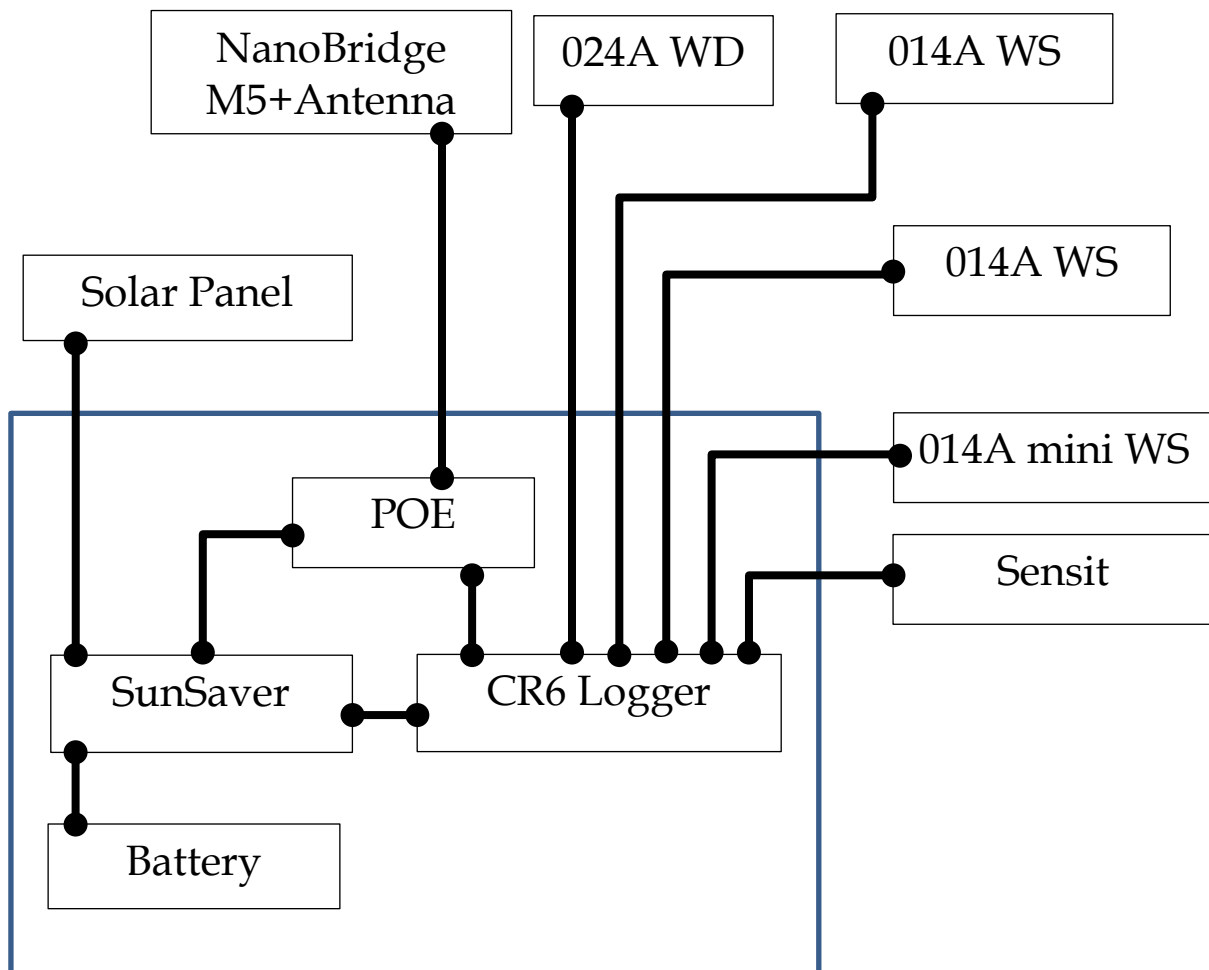 NanoBridge
M5+Antenna
024A WD
014A WS
014A WS
Solar Panel
014A mini WS
POE
Sensit
SunSaver
CR6 Logger
Battery